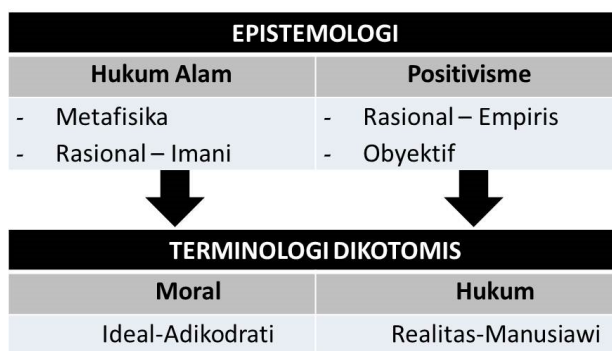 EPISTEMOLOGI
Hukum Alam Positivisme
- Metafisika - Rasional – Empiris
- Rasional – Imani - Obyektif
TERMINOLOGI DIKOTOMIS
Moral Hukum
Ideal-Adikodrati Realitas-Manusiawi